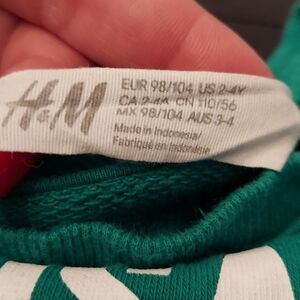 H&M
EUR 98/104 US 2-4Y
CA 2-4A CN 110/56
MX 98/104 AUS 3-4
Made in Indonesia/
Fabriqué en Indonésie